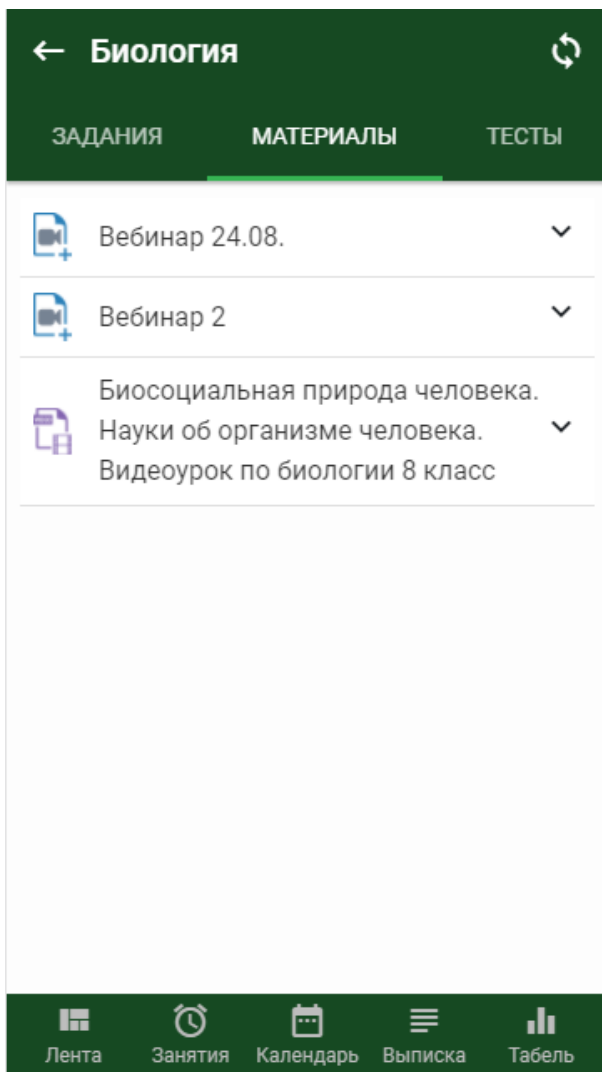 Биология
ЗАДАНИЯ МАТЕРИАЛЫ ТЕСТЫ
Вебинар 24.08.
Вебинар 2
Биосоциальная природа человека.
Науки об организме человека.
Видеоурок по биологии 8 класс
Лента Занятия Календарь Выписка Табель